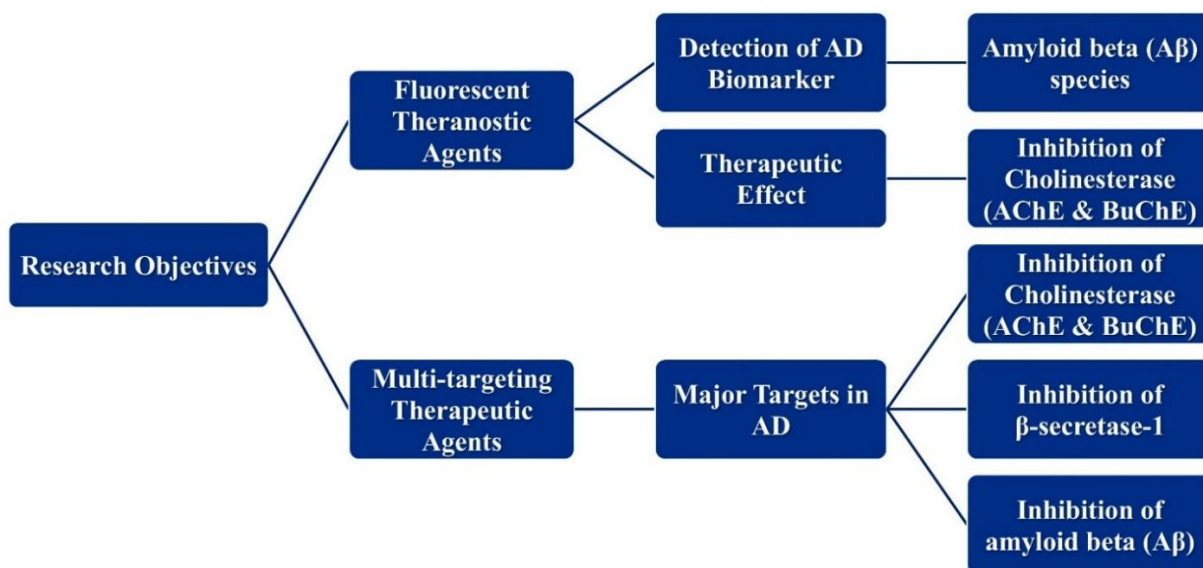 Research Objectives
Fluorescent
Theranostic
Agents
Detection of AD
Biomarker
Amyloid beta (Aβ)
species
Therapeutic
Effect
Inhibition of
Cholinesterase
(AChE & BuChE)
Multi-targeting
Therapeutic
Agents
Major Targets in
AD
Inhibition of
Cholinesterase
(AChE & BuChE)
Inhibition of
β-secretase-1
Inhibition of
amyloid beta (Aβ)